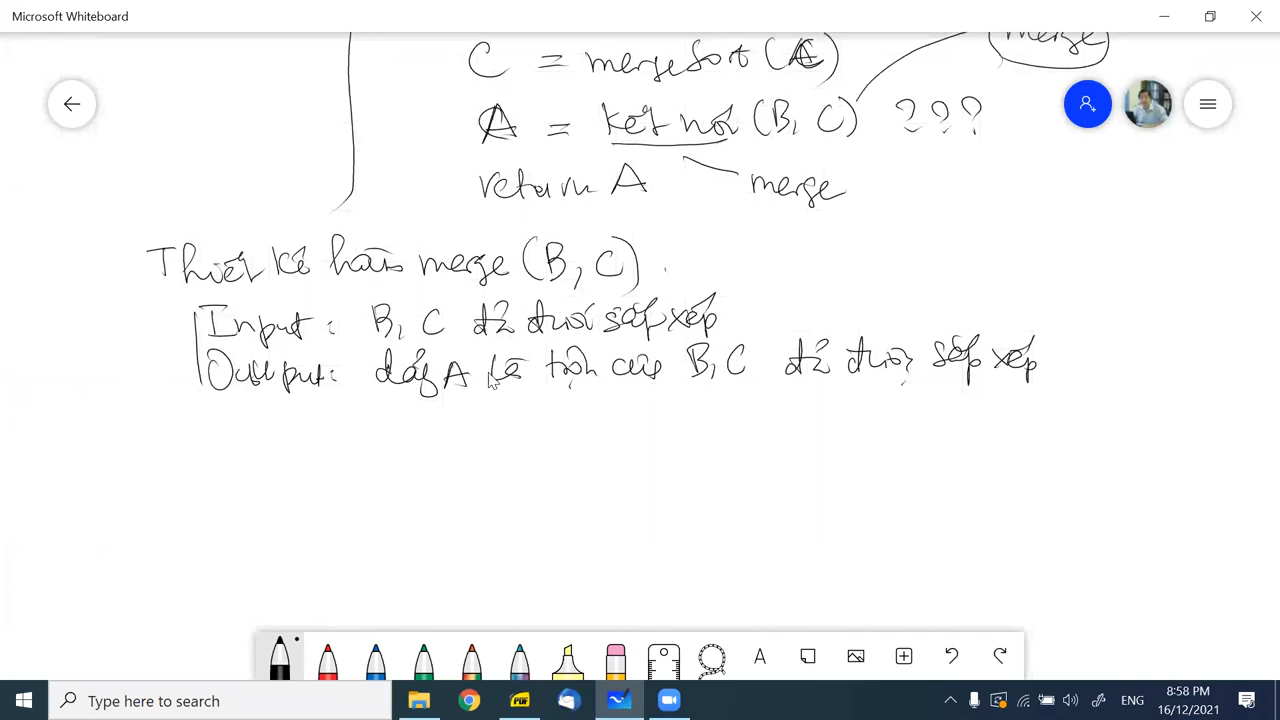 Microsoft Whiteboard
merge
C = mergeSort (C)
A = kết nối (B, C) ???
return A
merge
Thiết kế hàm merge (B, C).
Input: B, C đã được sắp xếp
Output: dãy A là trộn của B, C đã được sắp xếp
A
Type here to search
PDF
ENG
8:58 PM
16/12/2021